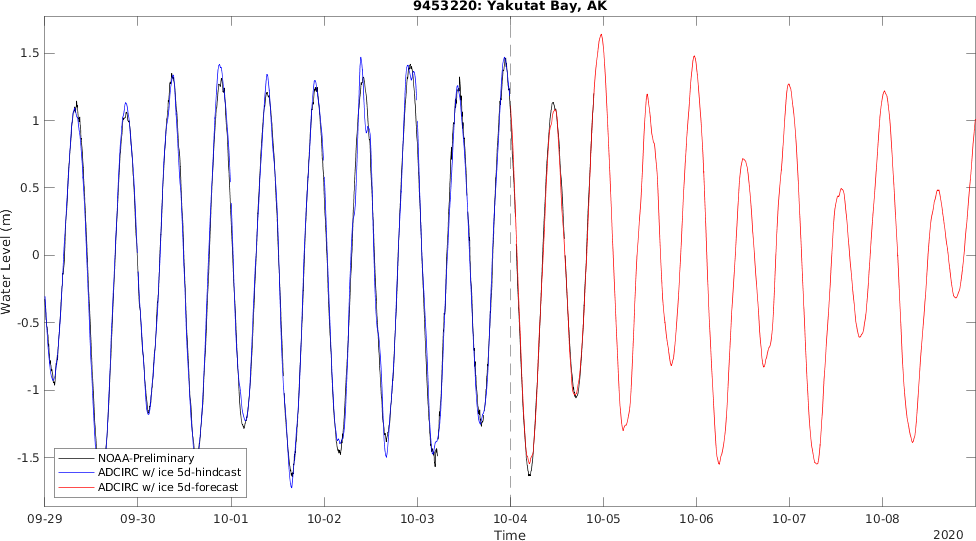 9453220: Yakutat Bay, AK
1.5
1
0.5
0
-0.5
-1
-1.5
Water Level (m)
NOAA-Preliminary
ADCIRC w/ ice 5d-hindcast
ADCIRC w/ ice 5d-forecast
09-29 09-30 10-01 10-02 10-03 10-04 10-05 10-06 10-07 10-08
Time
2020